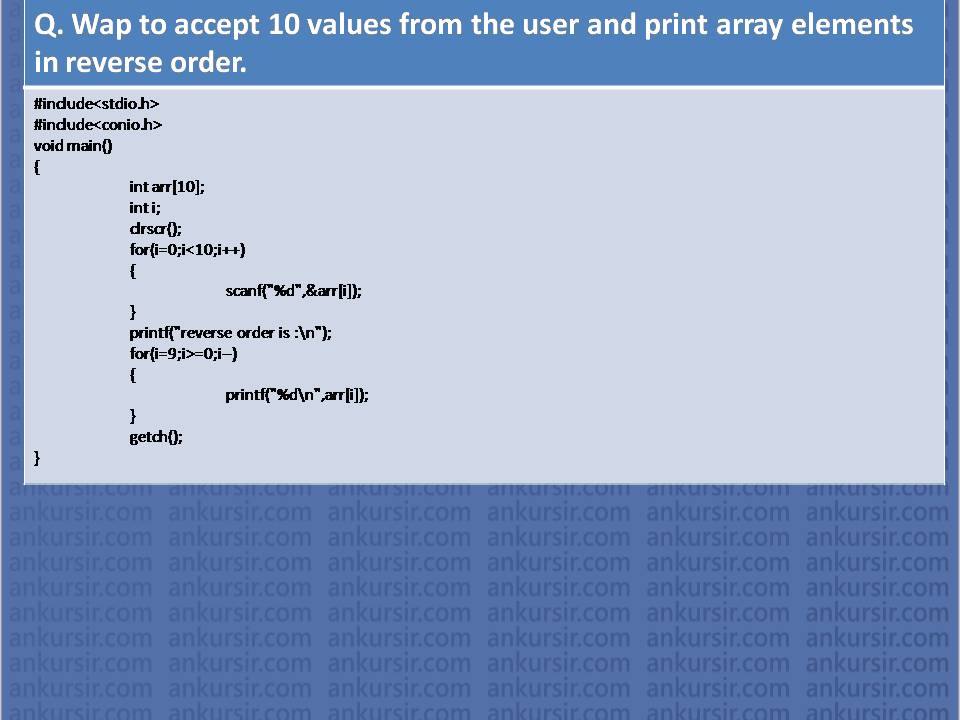 Q. Wap to accept 10 values from the user and print array elements
in reverse order.
#include<stdio.h>
#include<conio.h>
void main()
{
int arr[10];
int i;
clrscr();
for(i=0;i<10;i++)
{
scanf("%d",&arr[i]);
}
printf("reverse order is :\n");
for(i=9;i>=0;i--)
{
printf("%d\n",arr[i]);
}
getch();
}
ankursir.com ankursir.com ankursir.com ankursir.com ankursir.com ankursir.com
ankursir.com ankursir.com ankursir.com ankursir.com ankursir.com ankursir.com
ankursir.com ankursir.com ankursir.com ankursir.com ankursir.com ankursir.com
ankursir.com ankursir.com ankursir.com ankursir.com ankursir.com ankursir.com
ankursir.com ankursir.com ankursir.com ankursir.com ankursir.com ankursir.com
ankursir.com ankursir.com ankursir.com ankursir.com ankursir.com ankursir.com
ankursir.com ankursir.com ankursir.com ankursir.com ankursir.com ankursir.com
ankursir.com ankursir.com ankursir.com ankursir.com ankursir.com ankursir.com
ankursir.com ankursir.com ankursir.com ankursir.com ankursir.com ankursir.com
ankursir.com ankursir.com ankursir.com ankursir.com ankursir.com ankursir.com